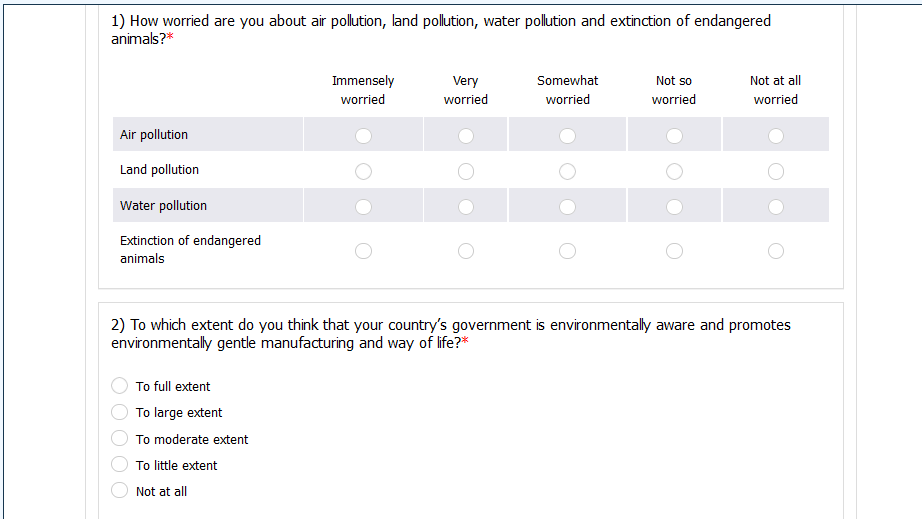 1) How worried are you about air pollution, land pollution, water pollution and extinction of endangered
animals?*
Immensely worried
Very worried
Somewhat worried
Not so worried
Not at all worried
Air pollution
Land pollution
Water pollution
Extinction of endangered
animals
2) To which extent do you think that your country’s government is environmentally aware and promotes
environmentally gentle manufacturing and way of life?*
To full extent
To large extent
To moderate extent
To little extent
Not at all